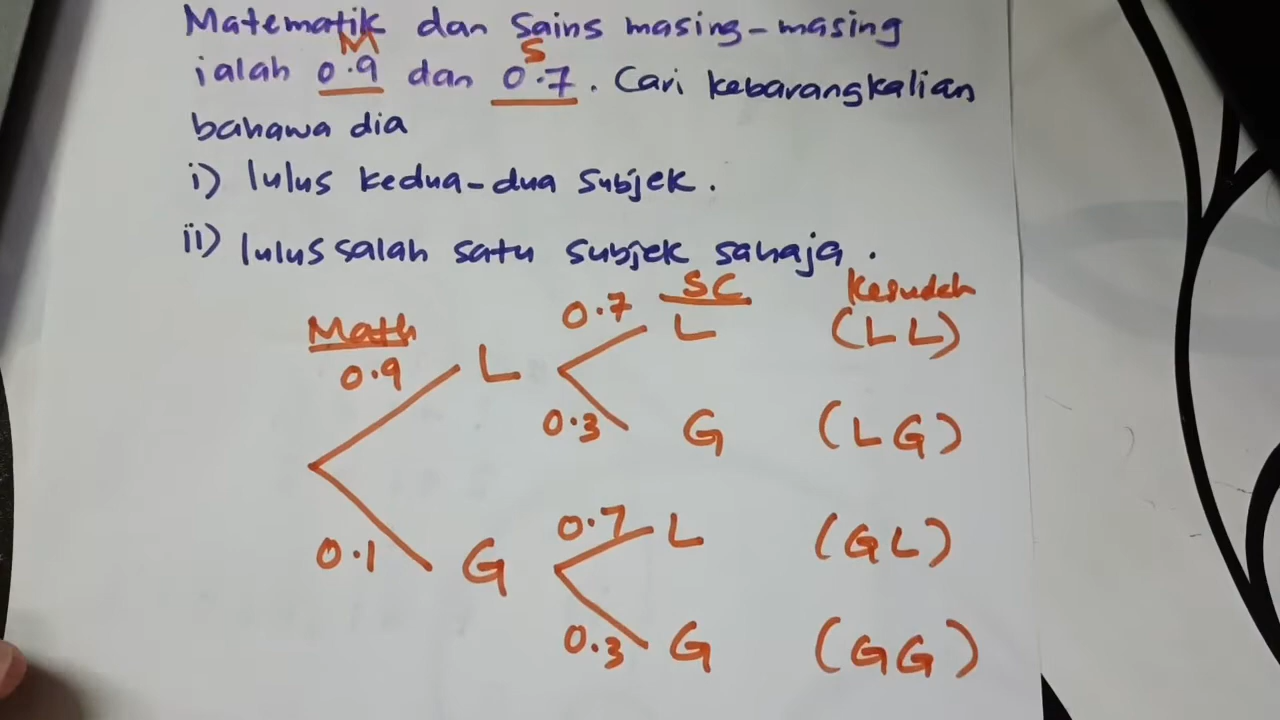 Matematik dan Sains masing-masing
M S
ialah 0.9 dan 0.7. Cari kebarangkalian
bahawa dia
i) lulus kedua-dua subjek.
ii) lulus salah satu subjek sahaja.
Math SC Kesudah
0.9 L 0.7 L (LL)
0.3 G (LG)
0.1 G 0.7 L (GL)
0.3 G (GG)